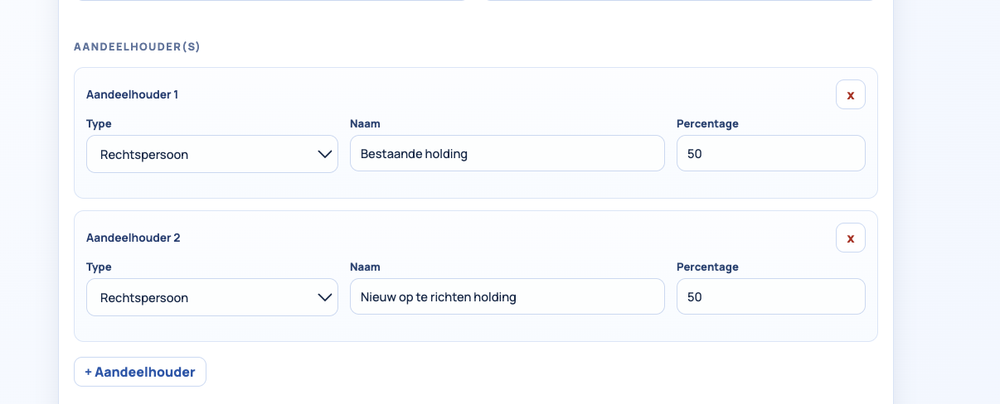 AANDEELHOUDER(S)
Aandeelhouder 1
x
Type
Naam
Percentage
Rechtspersoon
Bestaande holding
50
Aandeelhouder 2
x
Type
Naam
Percentage
Rechtspersoon
Nieuw op te richten holding
50
+ Aandeelhouder